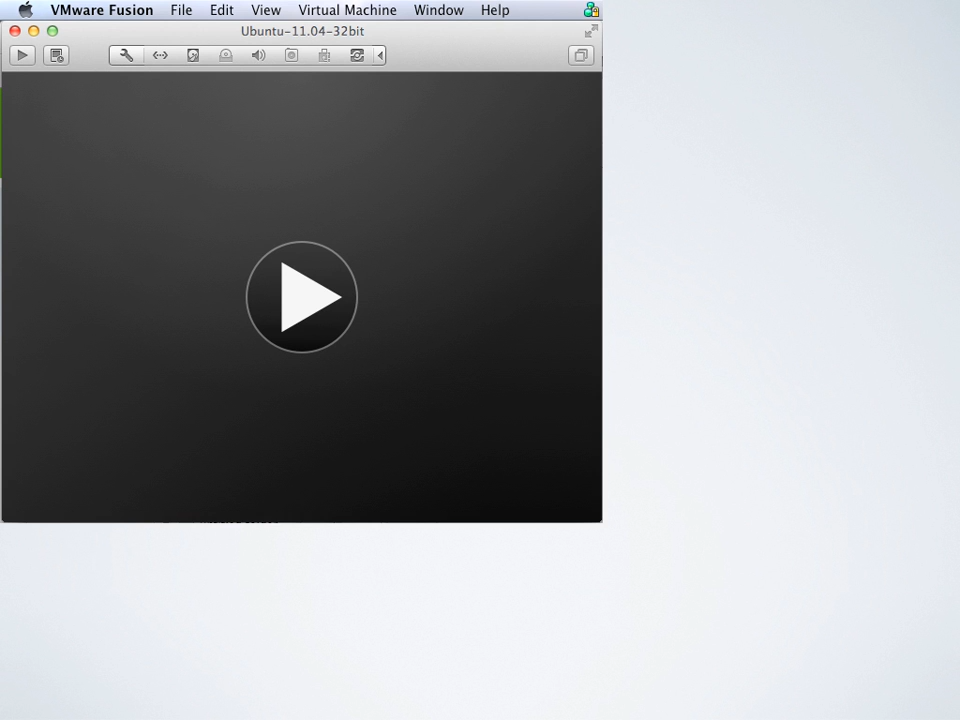 VMware Fusion File Edit View Virtual Machine Window Help
Ubuntu-11.04-32bit